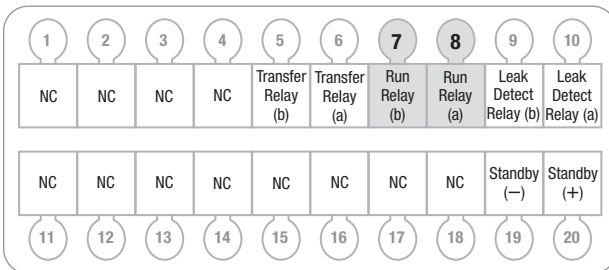 1 2 3 4 5 6 7 8 9 10
NC NC NC NC Transfer Relay (b) Transfer Relay (a) Run Relay (b) Run Relay (a) Leak Detect Relay (b) Leak Detect Relay (a)
NC NC NC NC NC NC NC NC Standby (—) Standby (+)
11 12 13 14 15 16 17 18 19 20